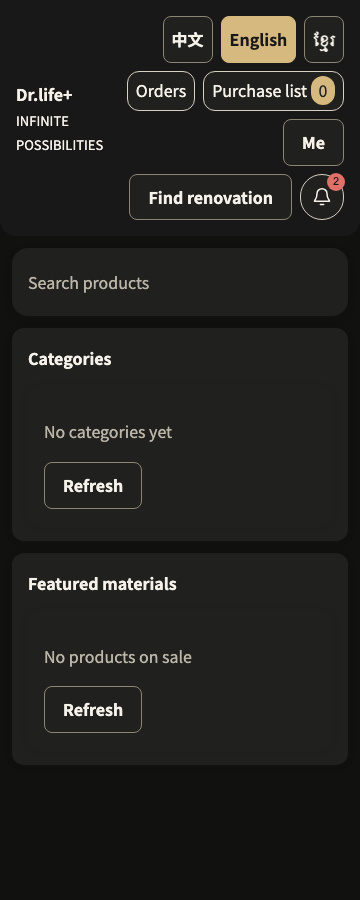 中文
English
ខ្មែរ
Dr.life+
INFINITE
POSSIBILITIES
Orders
Purchase list 0
Me
Find renovation
2
Search products
Categories
No categories yet
Refresh
Featured materials
No products on sale
Refresh